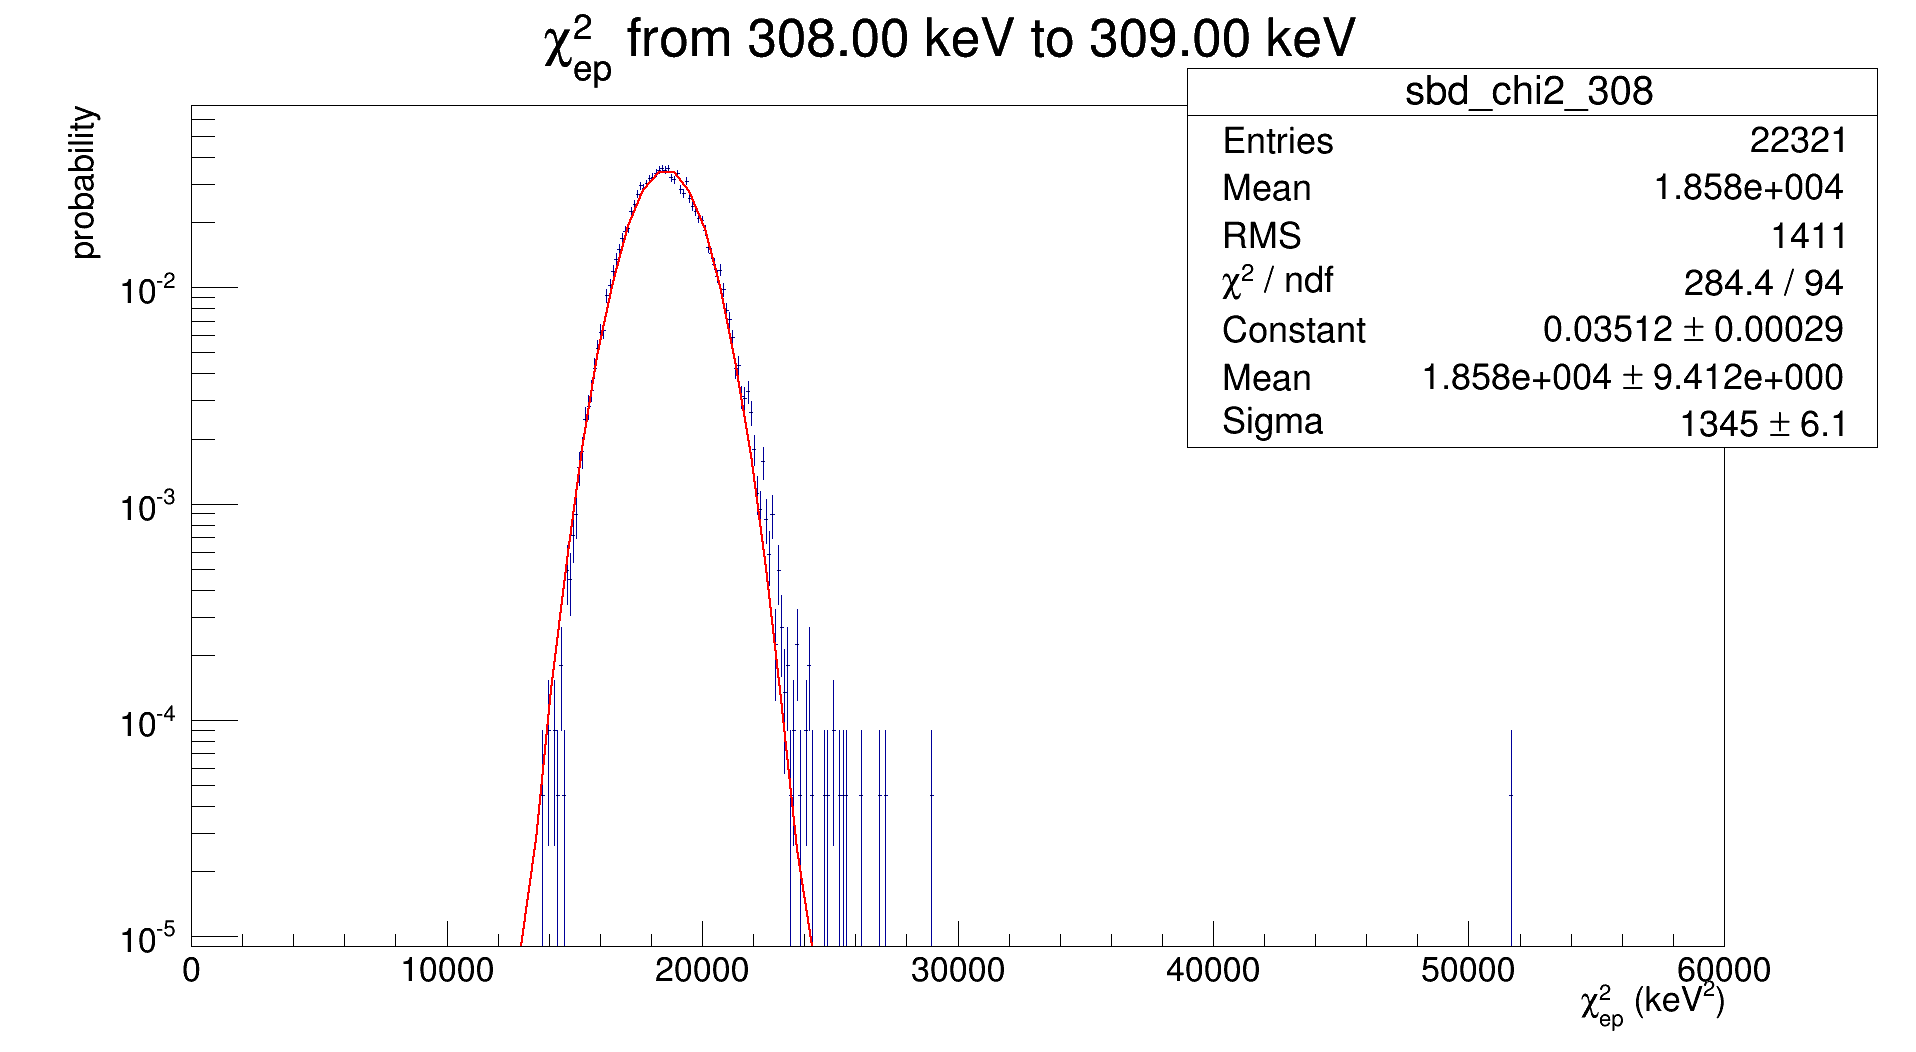 χ²ep from 308.00 keV to 309.00 keV
sbd_chi2_308
Entries 22321
Mean 1.858e+004
RMS 1411
χ² / ndf 284.4 / 94
Constant 0.03512 ± 0.00029
Mean 1.858e+004 ± 9.412e+000
Sigma 1345 ± 6.1
probability
10⁻²
10⁻³
10⁻⁴
10⁻⁵
0 10000 20000 30000 40000 50000 60000
χ²ep (keV²)